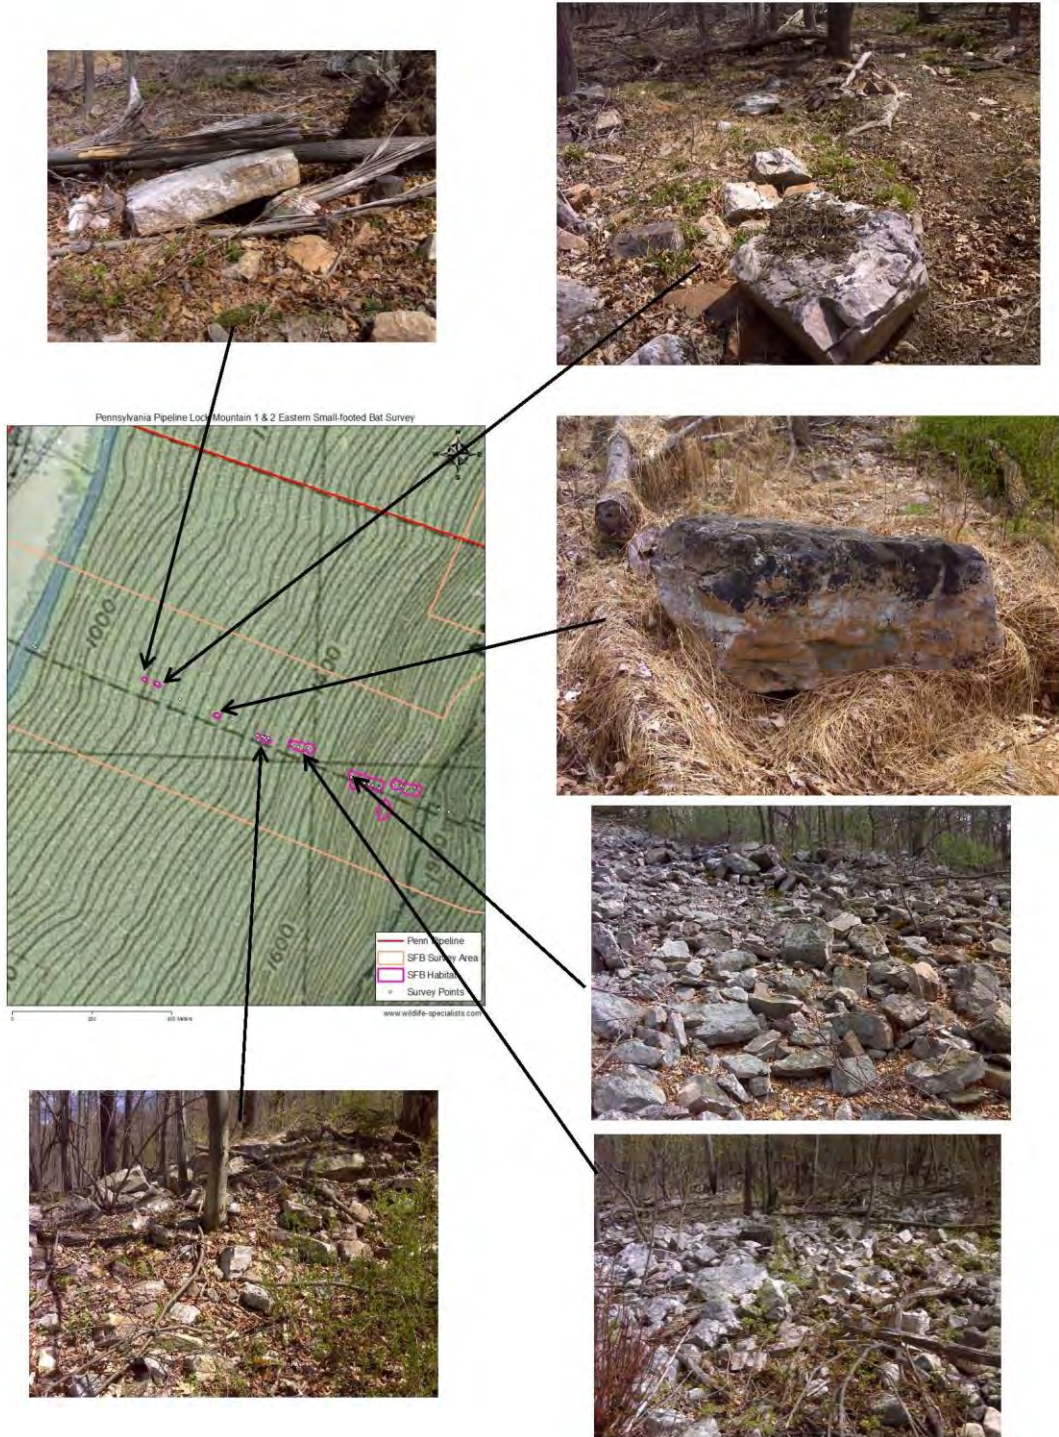 Pennsylvania Pipeline Lock Mountain 1 & 2 Eastern Small-footed Bat Survey
N
W E
S
1000
1600
Penn Pipeline
SFB Survey Area
SFB Habitat
Survey Points
www.wildlife-specialists.com